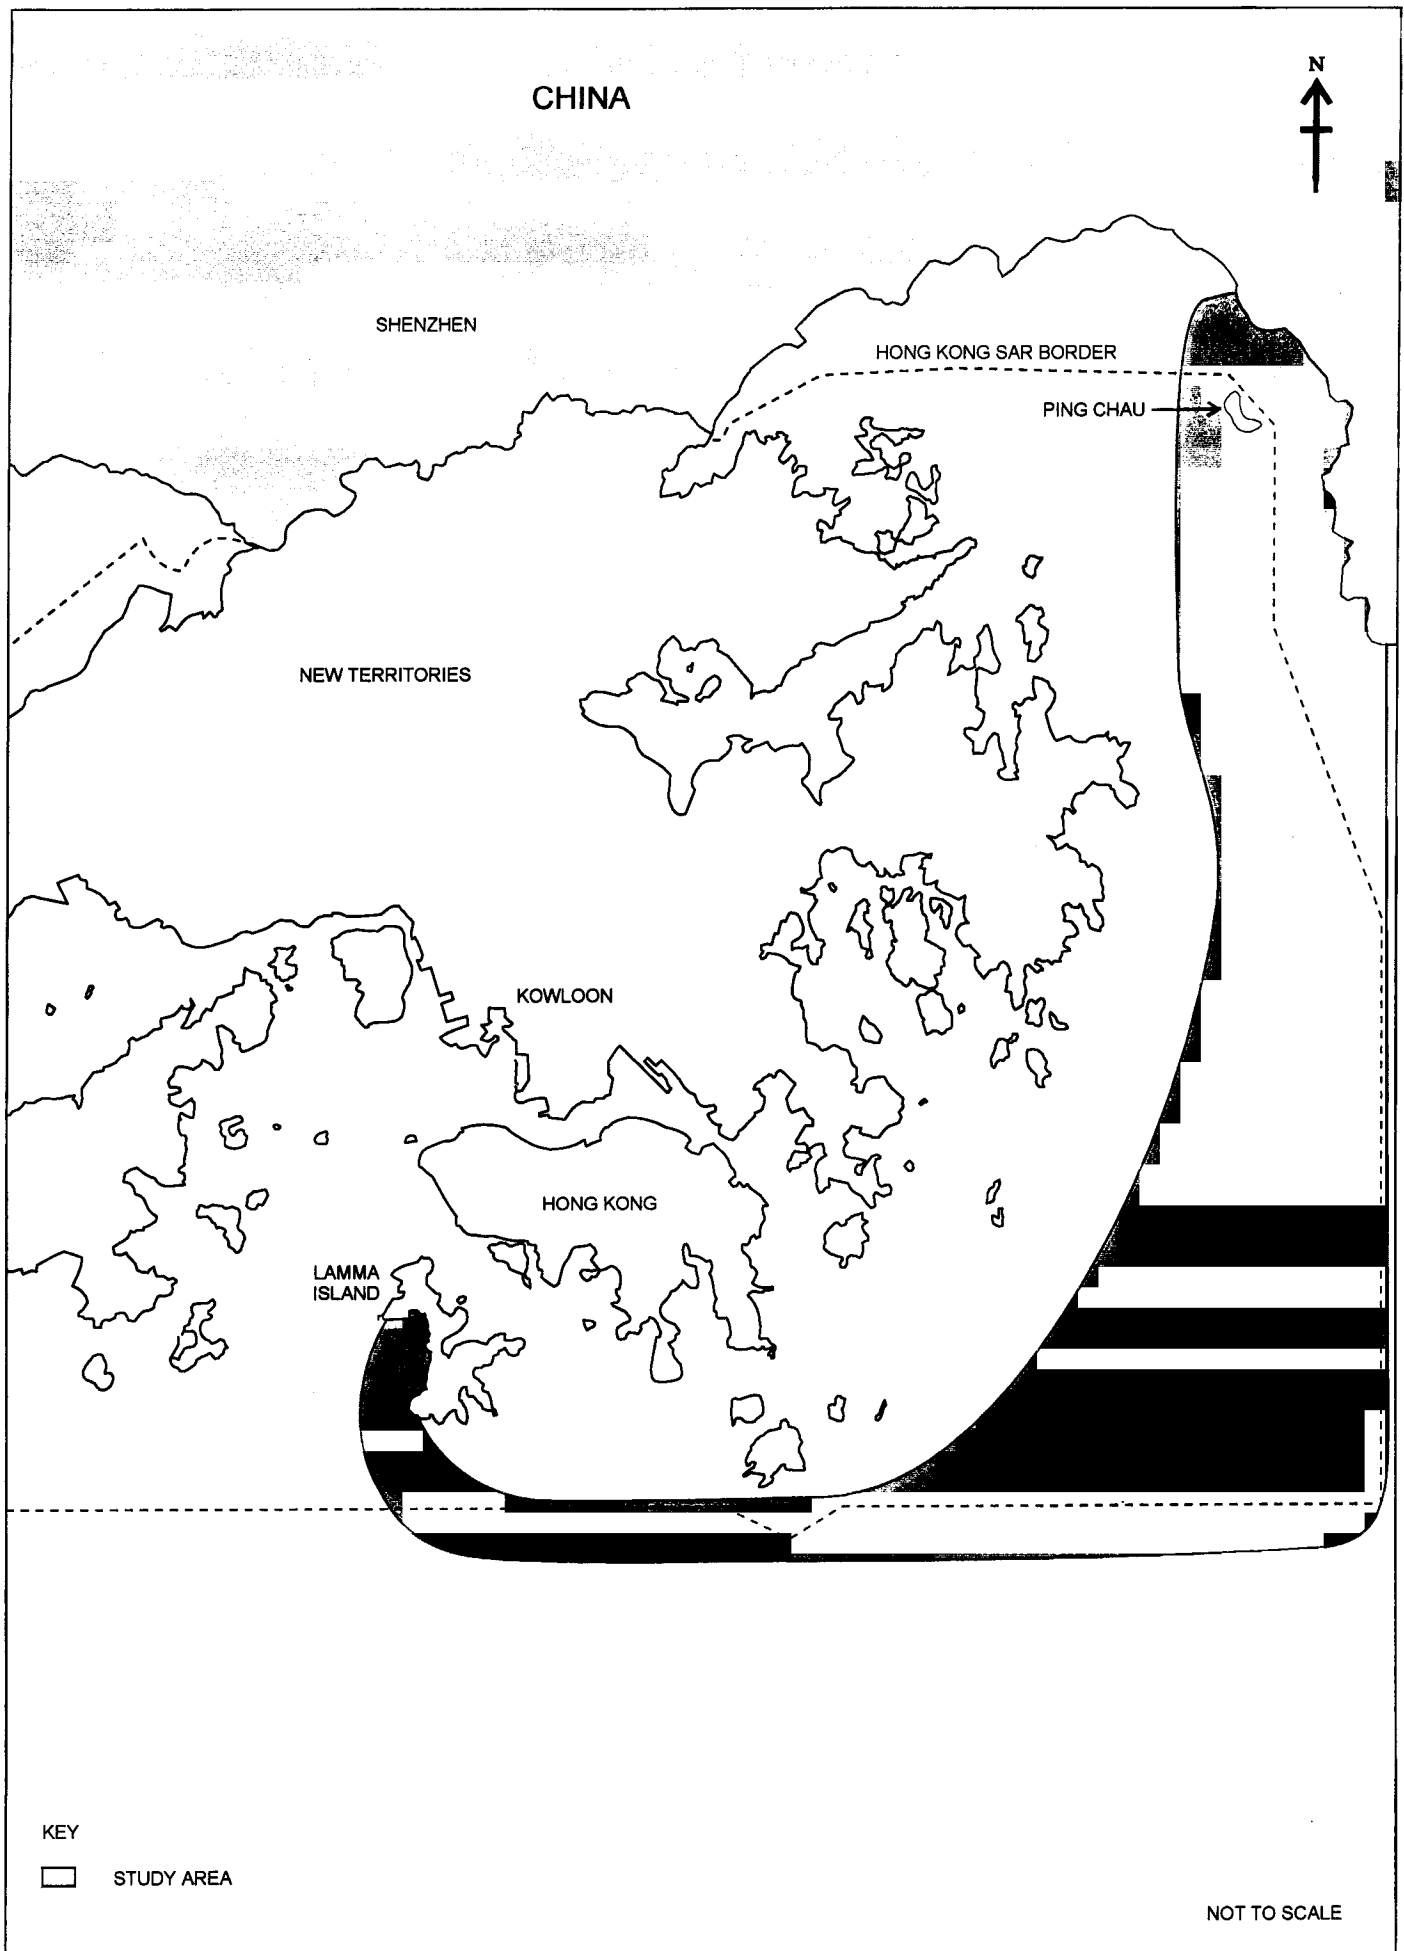 CHINA
N
SHENZHEN
HONG KONG SAR BORDER
PING CHAU
NEW TERRITORIES
KOWLOON
HONG KONG
LAMMA
ISLAND
KEY
STUDY AREA
NOT TO SCALE